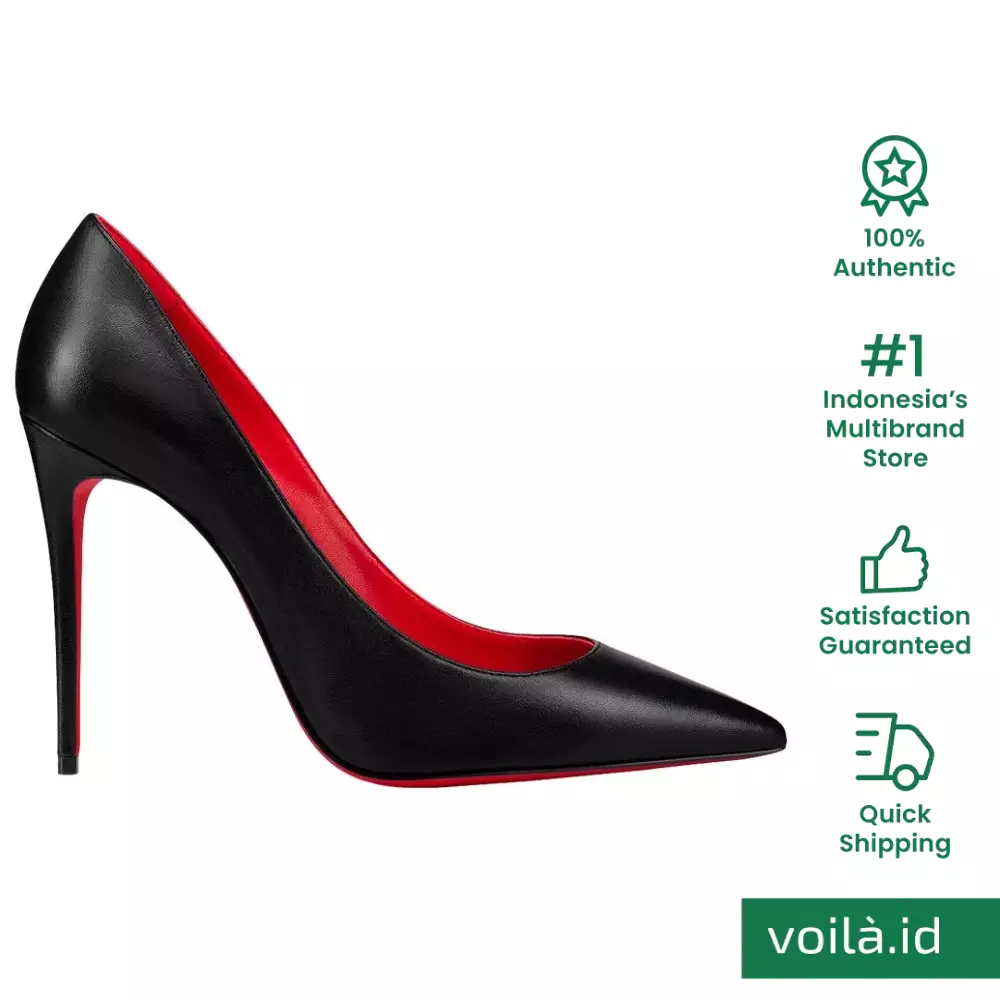 100%
Authentic
#1
Indonesia’s
Multibrand
Store
Satisfaction
Guaranteed
Quick
Shipping
voilà.id